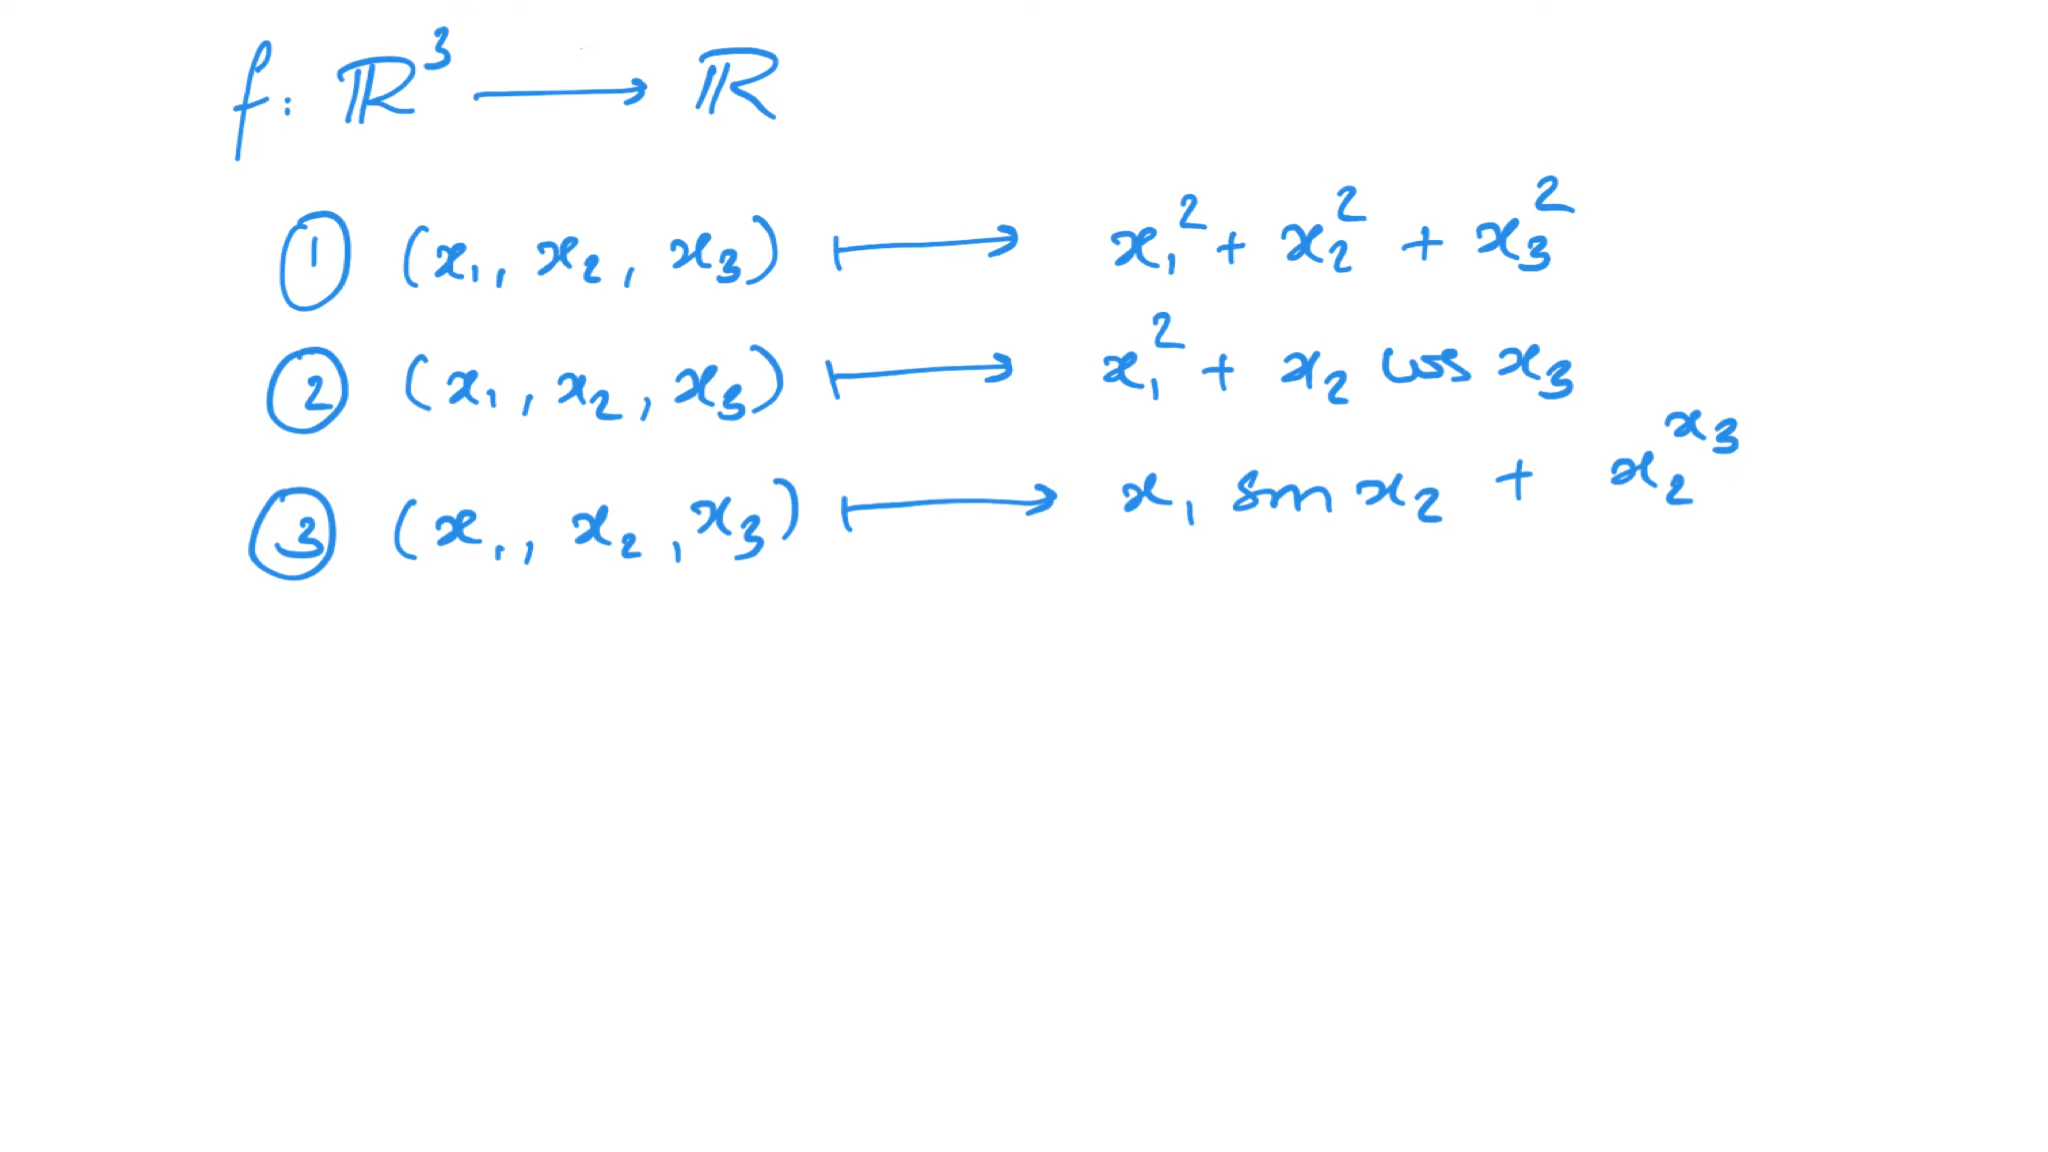 f: ℝ³ ⟶ ℝ
① (x₁, x₂, x₃) ⟼ x₁² + x₂² + x₃²
② (x₁, x₂, x₃) ⟼ x₁² + x₂ cos x₃
③ (x₁, x₂, x₃) ⟼ x₁ sin x₂ + x₂^{x₃}